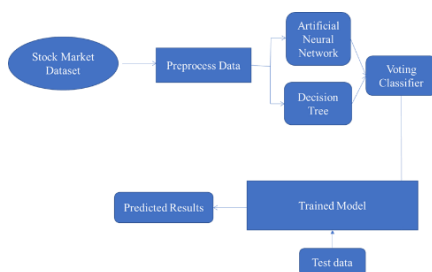 Artificial
Neural
Network
Stock Market
Dataset
Preprocess Data
Voting
Classifier
Decision
Tree
Predicted Results
Trained Model
Test data